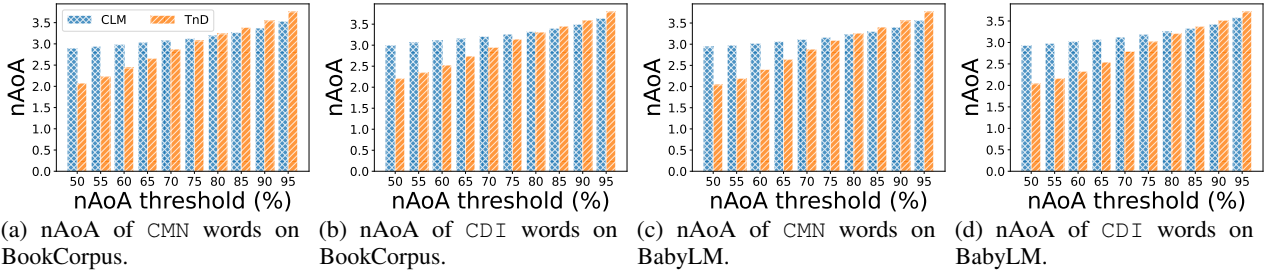 CLM TnD
nAoA
3.5
3.0
2.5
2.0
1.5
1.0
0.5
0.0
50 55 60 65 70 75 80 85 90 95
nAoA threshold (%)
(a) nAoA of CMN words on
BookCorpus.
nAoA
3.5
3.0
2.5
2.0
1.5
1.0
0.5
0.0
50 55 60 65 70 75 80 85 90 95
nAoA threshold (%)
(b) nAoA of CDI words on
BookCorpus.
nAoA
3.5
3.0
2.5
2.0
1.5
1.0
0.5
0.0
50 55 60 65 70 75 80 85 90 95
nAoA threshold (%)
(c) nAoA of CMN words on
BabyLM.
nAoA
3.5
3.0
2.5
2.0
1.5
1.0
0.5
0.0
50 55 60 65 70 75 80 85 90 95
nAoA threshold (%)
(d) nAoA of CDI words on
BabyLM.